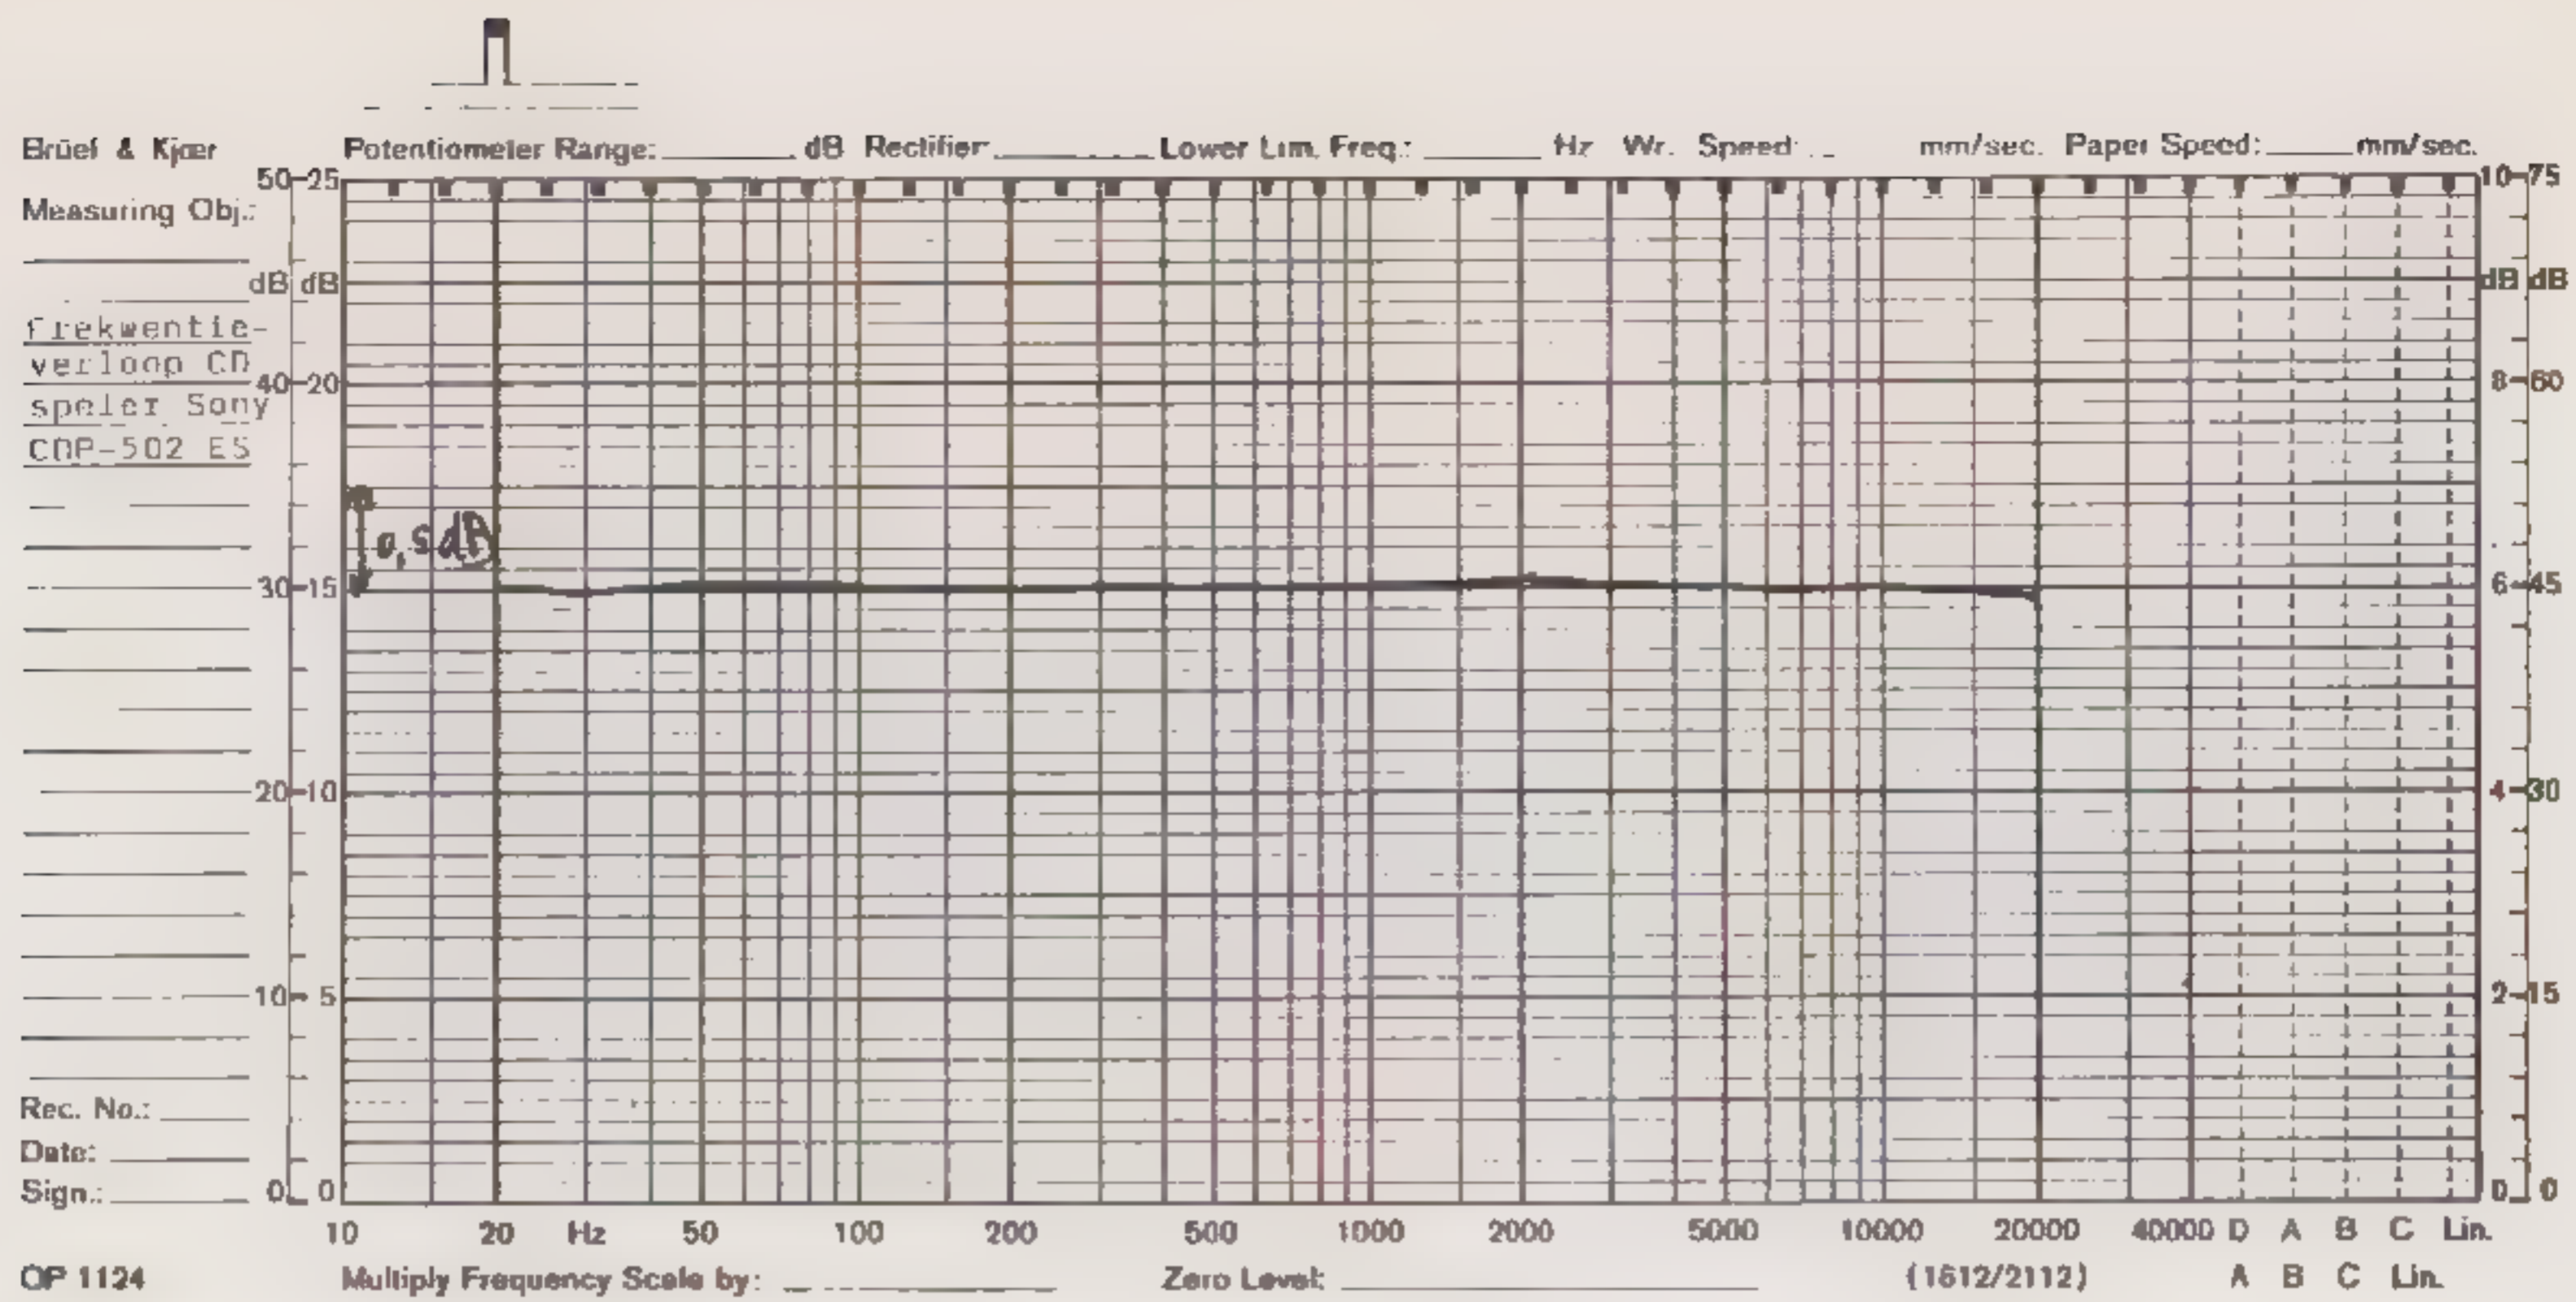 Brüel & Kjær Potentiometer Range: dB Rectifier: Lower Lim. Freq.: Hz Wr. Speed: mm/sec. Paper Speed: mm/sec.
50 25 10 75
Measuring Obj.:
dB dB dB dB
frekwentie-
verloop CD
40 20 8 60
speler Sony
CDP-502 ES
0,5 dB
30 15 6 45
20 10 4 30
10 5 2 15
Rec. No.:
Date:
Sign.: 0 0 0 0
10 20 Hz 50 100 200 500 1000 2000 5000 10000 20000 40000 D A B C Lin.
QP 1124 Multiply Frequency Scale by: Zero Level: (1612/2112) A B C Lin.